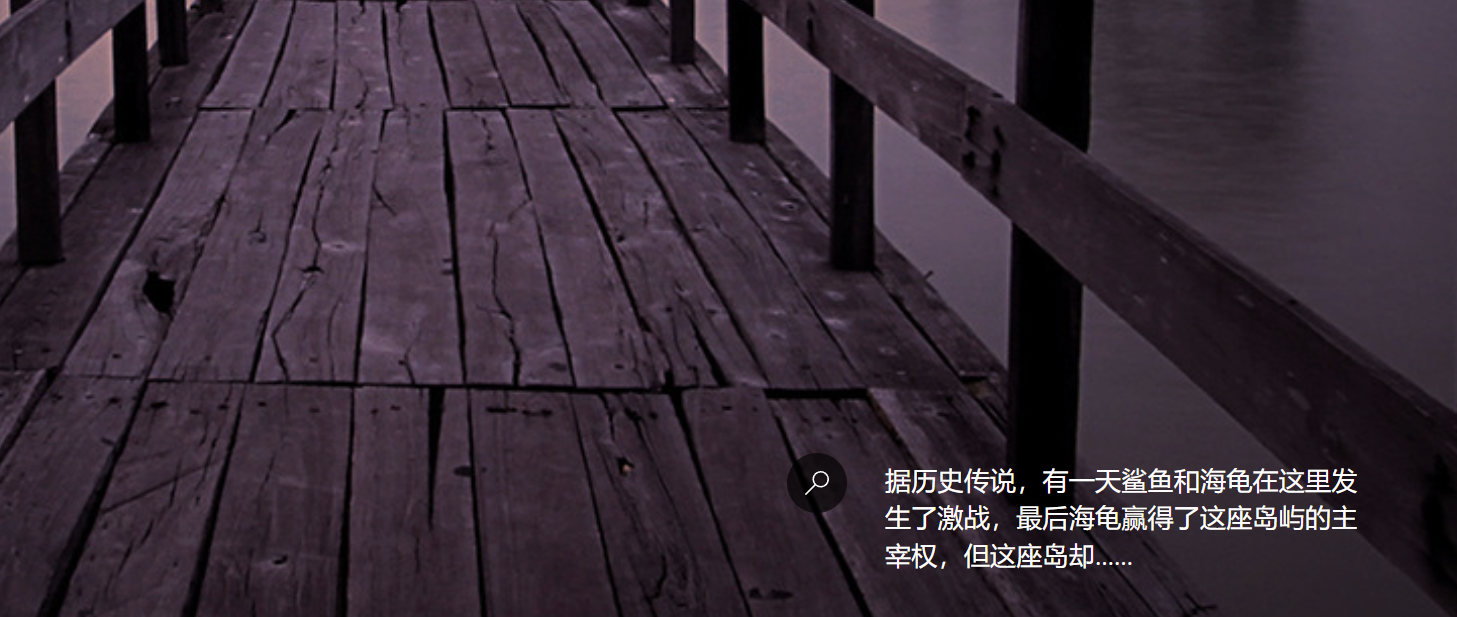 据历史传说，有一天鲨鱼和海龟在这里发
生了激战，最后海龟赢得了这座岛屿的主
宰权，但这座岛却......